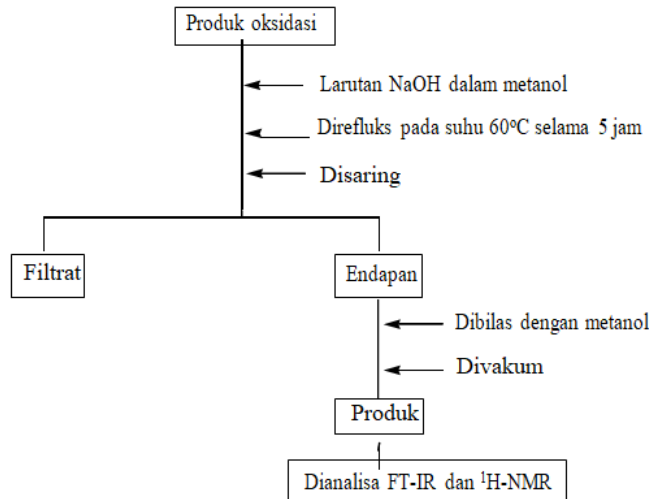 Produk oksidasi
Larutan NaOH dalam metanol
Direfluks pada suhu 60°C selama 5 jam
Disaring
Filtrat
Endapan
Dibilas dengan metanol
Divakum
Produk
Dianalisa FT-IR dan ¹H-NMR